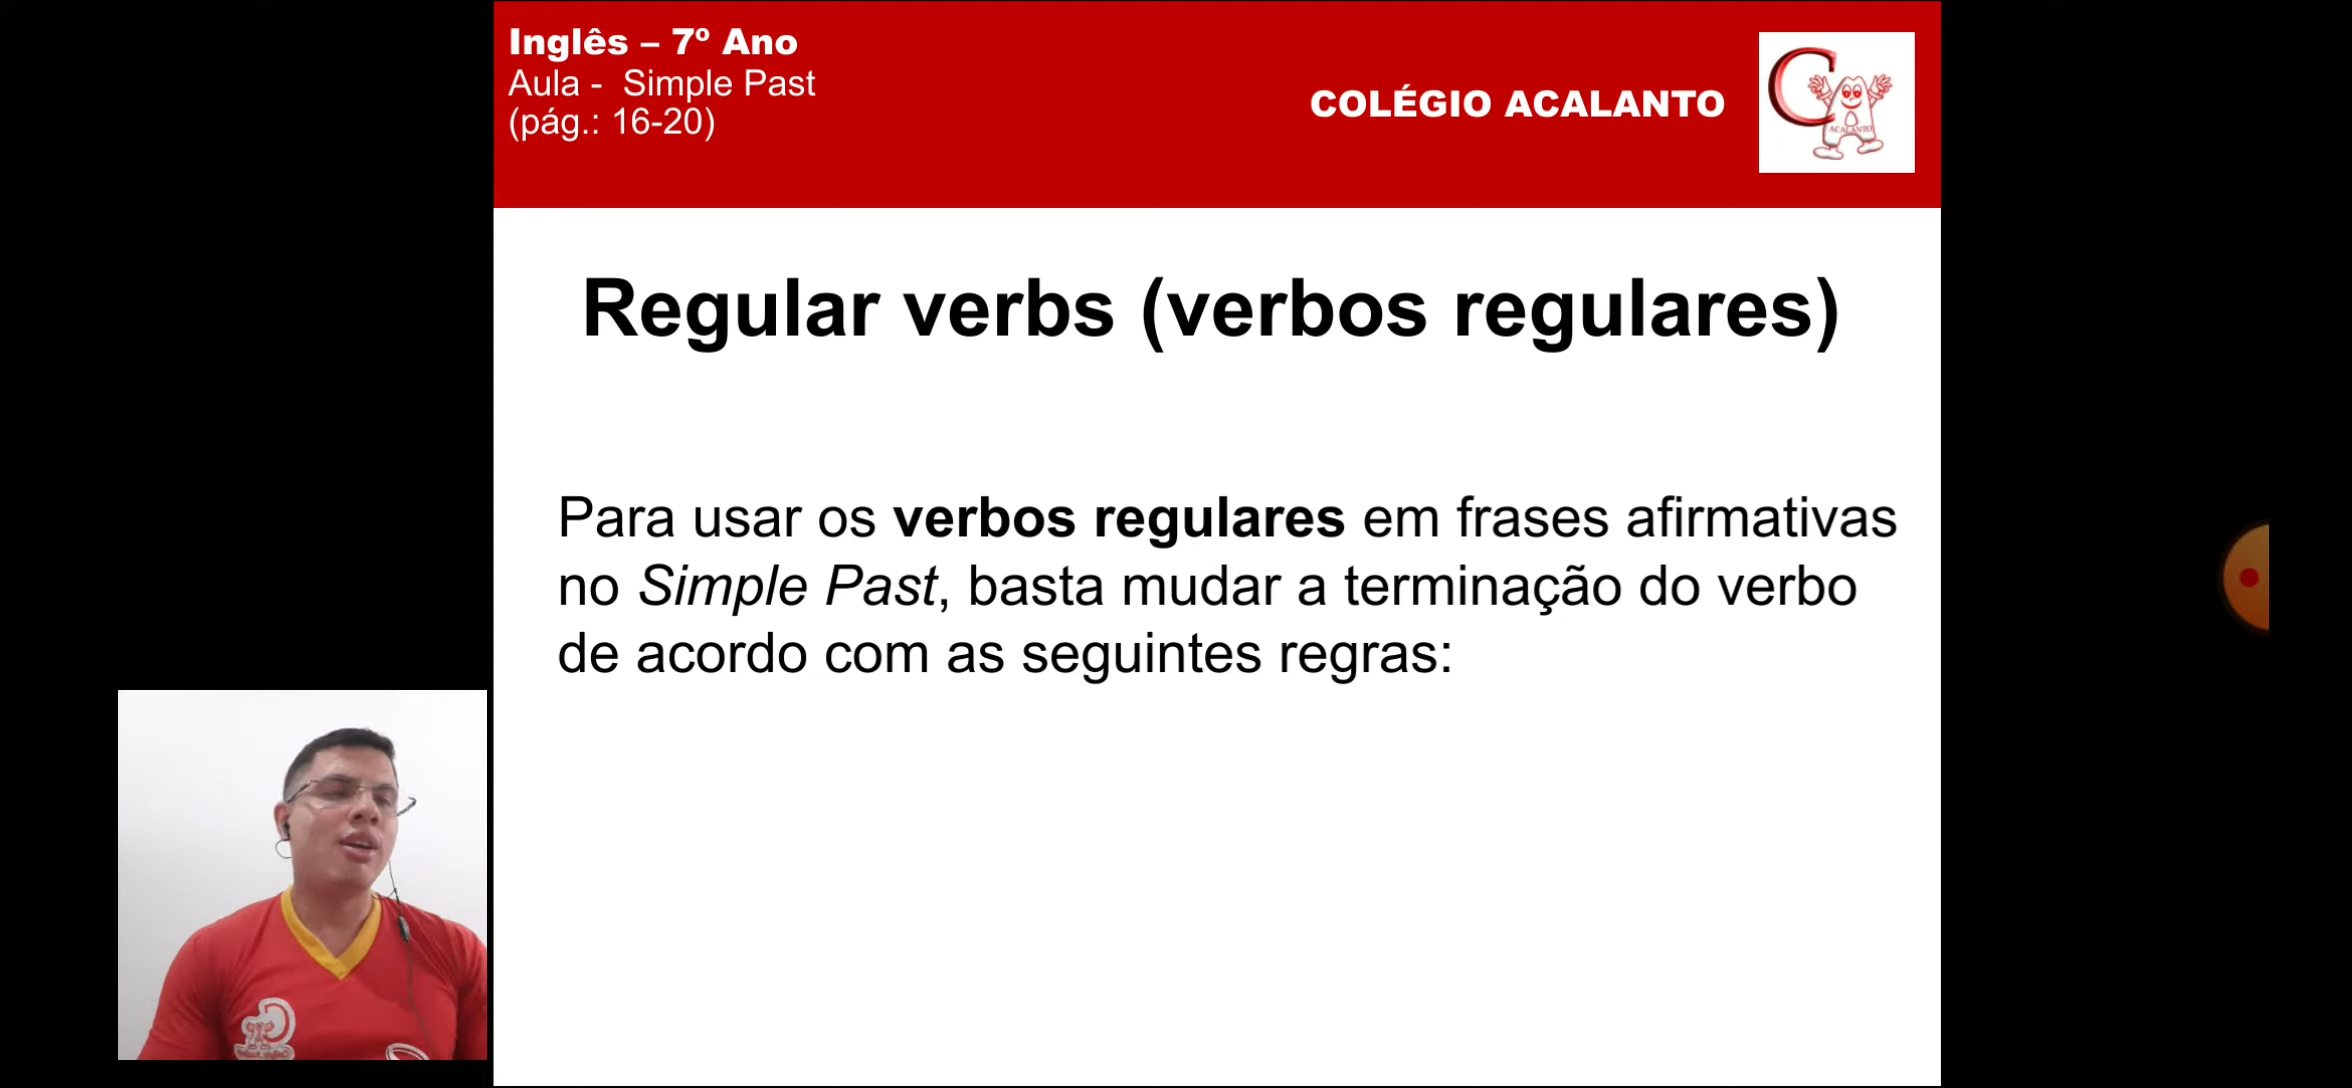 Inglês – 7º Ano
Aula - Simple Past
(pág.: 16-20)
COLÉGIO ACALANTO
ACALANTO
Regular verbs (verbos regulares)
Para usar os verbos regulares em frases afirmativas
no Simple Past, basta mudar a terminação do verbo
de acordo com as seguintes regras: